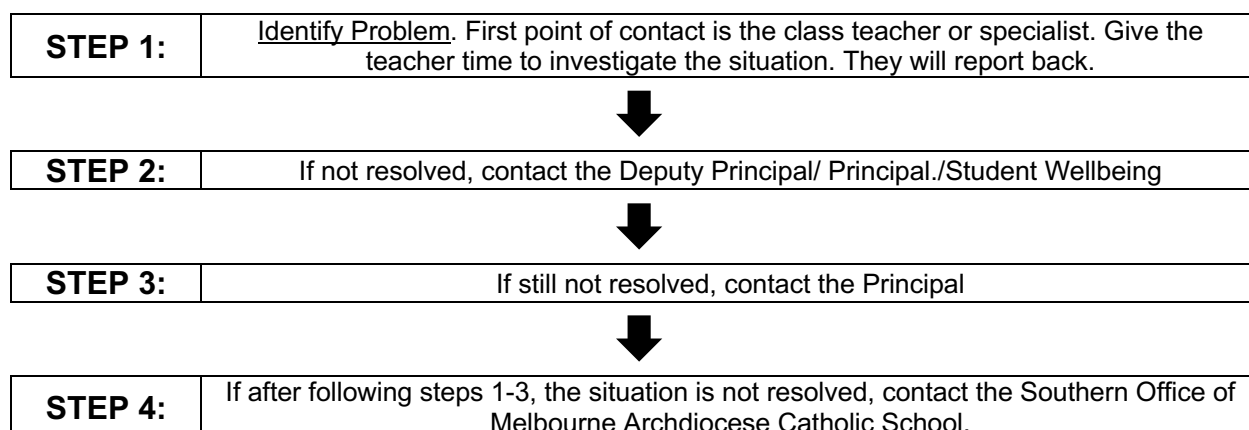 STEP 1:
Identify Problem. First point of contact is the class teacher or specialist. Give the
teacher time to investigate the situation. They will report back.
STEP 2:
If not resolved, contact the Deputy Principal/ Principal./Student Wellbeing
STEP 3:
If still not resolved, contact the Principal
STEP 4:
If after following steps 1-3, the situation is not resolved, contact the Southern Office of
Melbourne Archdiocese Catholic School.